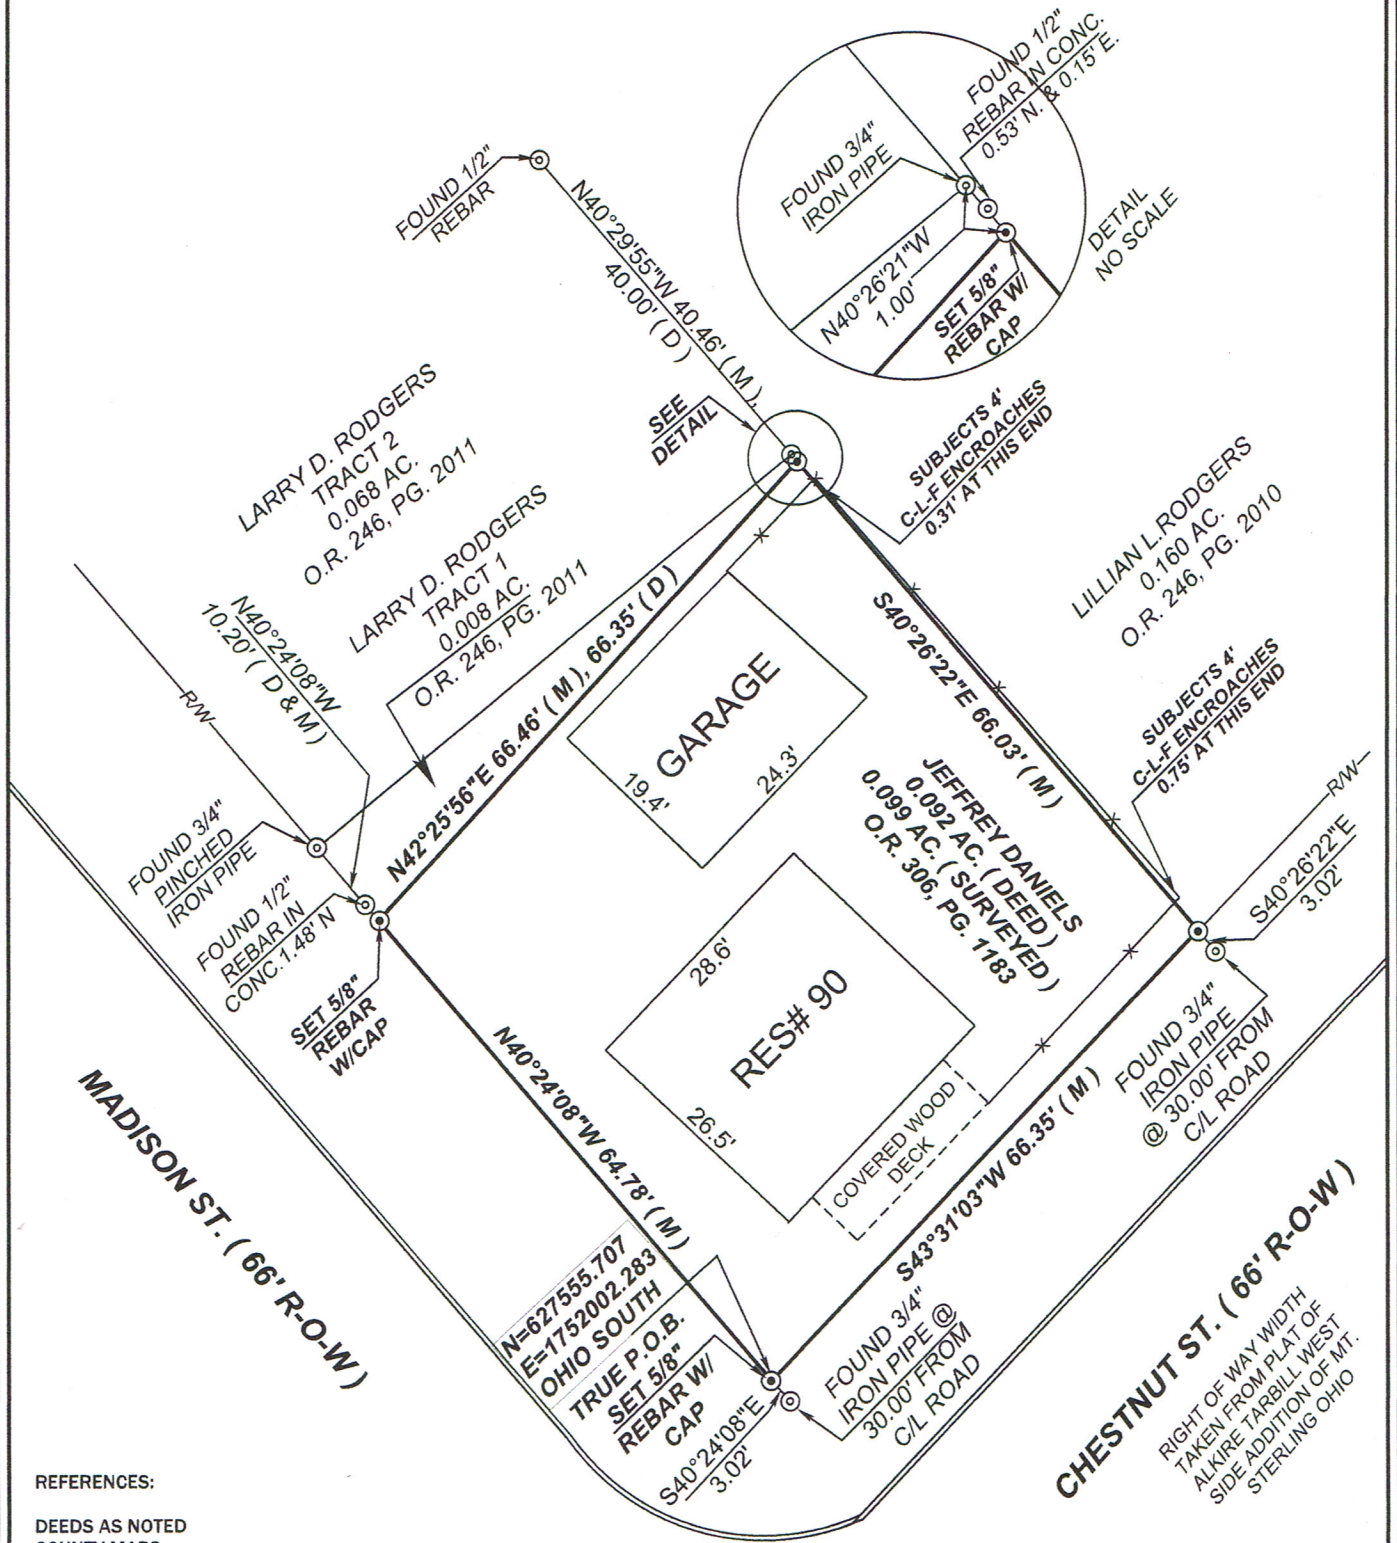 FOUND 1/2"
REBAR IN CONC.
0.53' N. & 0.15' E.
FOUND 3/4"
IRON PIPE
N40°26'21"W
1.00'
SET 5/8"
REBAR W/
CAP
DETAIL
NO SCALE
FOUND 1/2"
REBAR
N40°29'55"W 40.46' ( M ),
40.00' ( D )
SEE
DETAIL
SUBJECTS 4'
C-L-F ENCROACHES
0.31' AT THIS END
LARRY D. RODGERS
TRACT 2
0.068 AC.
O.R. 246, PG. 2011
LARRY D. RODGERS
TRACT 1
0.008 AC.
O.R. 246, PG. 2011
LILLIAN L.RODGERS
0.160 AC.
O.R. 246, PG. 2010
N40°24'08"W
10.20' ( D & M )
R/W
N42°25'56"E 66.46' ( M ), 66.35' ( D )
S40°26'22"E 66.03' ( M )
SUBJECTS 4'
C-L-F ENCROACHES
0.75' AT THIS END
GARAGE
19.4'
24.3'
JEFFREY DANIELS
0.092 AC. ( DEED )
0.099 AC. ( SURVEYED )
O.R. 306, PG. 1183
R/W
S40°26'22"E
3.02'
FOUND 3/4"
PINCHED
IRON PIPE
FOUND 1/2"
REBAR IN
CONC.1.48' N
SET 5/8"
REBAR
W/CAP
28.6'
RES# 90
26.5'
COVERED WOOD
DECK
FOUND 3/4"
IRON PIPE
@ 30.00' FROM
C/L ROAD
N40°24'08"W 64.78' ( M )
S43°31'03"W 66.35' ( M )
MADISON ST. ( 66' R-O-W )
N=627555.707
E=1752002.283
OHIO SOUTH
TRUE P.O.B.
SET 5/8"
REBAR W/
CAP
S40°24'08"E
3.02'
FOUND 3/4"
IRON PIPE @
30.00' FROM
C/L ROAD
CHESTNUT ST. ( 66' R-O-W )
RIGHT OF WAY WIDTH
TAKEN FROM PLAT OF
ALKIRE TARBILL WEST
SIDE ADDITION OF MT.
STERLING OHIO
REFERENCES:
DEEDS AS NOTED